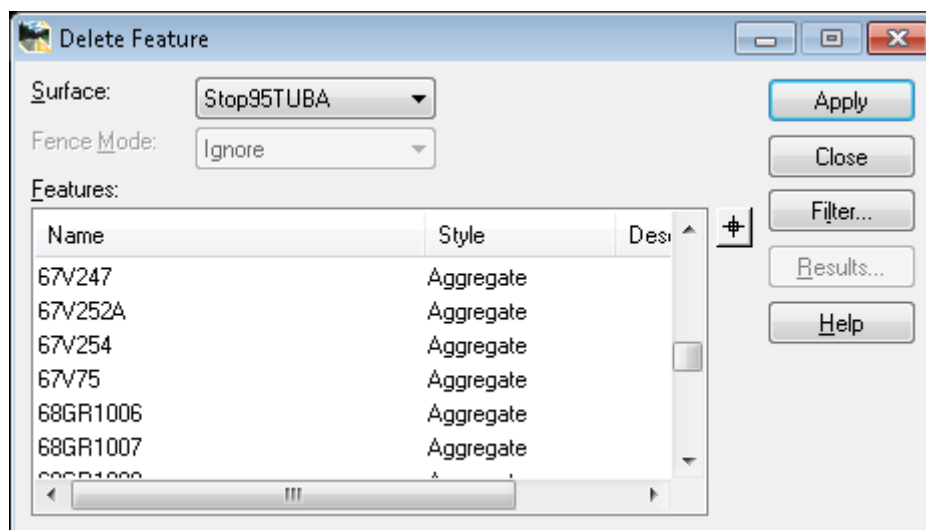 Delete Feature
Surface: Stop95TUBA
Fence Mode: Ignore
Features:
Name Style
67V247 Aggregate
67V252A Aggregate
67V254 Aggregate
67V75 Aggregate
68GR1006 Aggregate
68GR1007 Aggregate
Apply
Close
Filter...
Results...
Help